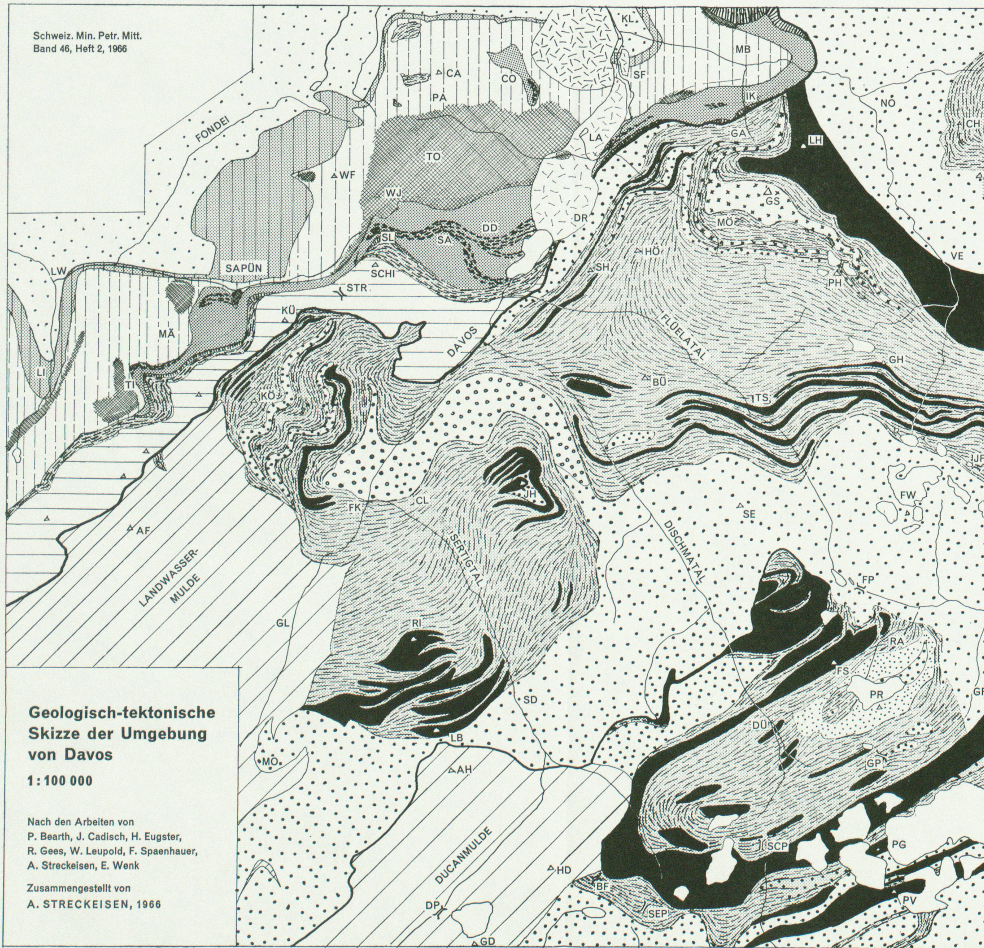 Schweiz. Min. Petr. Mitt.
Band 46, Heft 2, 1966
KL
MB
CA
CO
SF
PA
IK
NÖ
CH
FONDEI
LA
GA
LH
TO
WF
WJ
GS
DR
MÖ
DD
SL
SA
HÖ
VE
LW
SAPÜN
SCHI
SH
PH
STR
KÜ
FLÜELATAL
MÄ
DAVOS
GH
LI
TI
BÜ
TS
KÖ
IJF
JH
FW
CL
FK
SE
AF
SERTIGTAL
DISCHMATAL
LANDWASSER-
MULDE
FP
GL
RI
RA
FS
PR
SD
DÜ
LB
MÖ
AH
GP
DUCANMULDE
SCP
PG
HD
BF
PV
DP
SEP
GD
Geologisch-tektonische
Skizze der Umgebung
von Davos
1 : 100 000
Nach den Arbeiten von
P. Bearth, J. Cadisch, H. Eugster,
R. Gees, W. Leupold, F. Spaenhauer,
A. Streckeisen, E. Wenk
Zusammengestellt von
A. STRECKEISEN, 1966